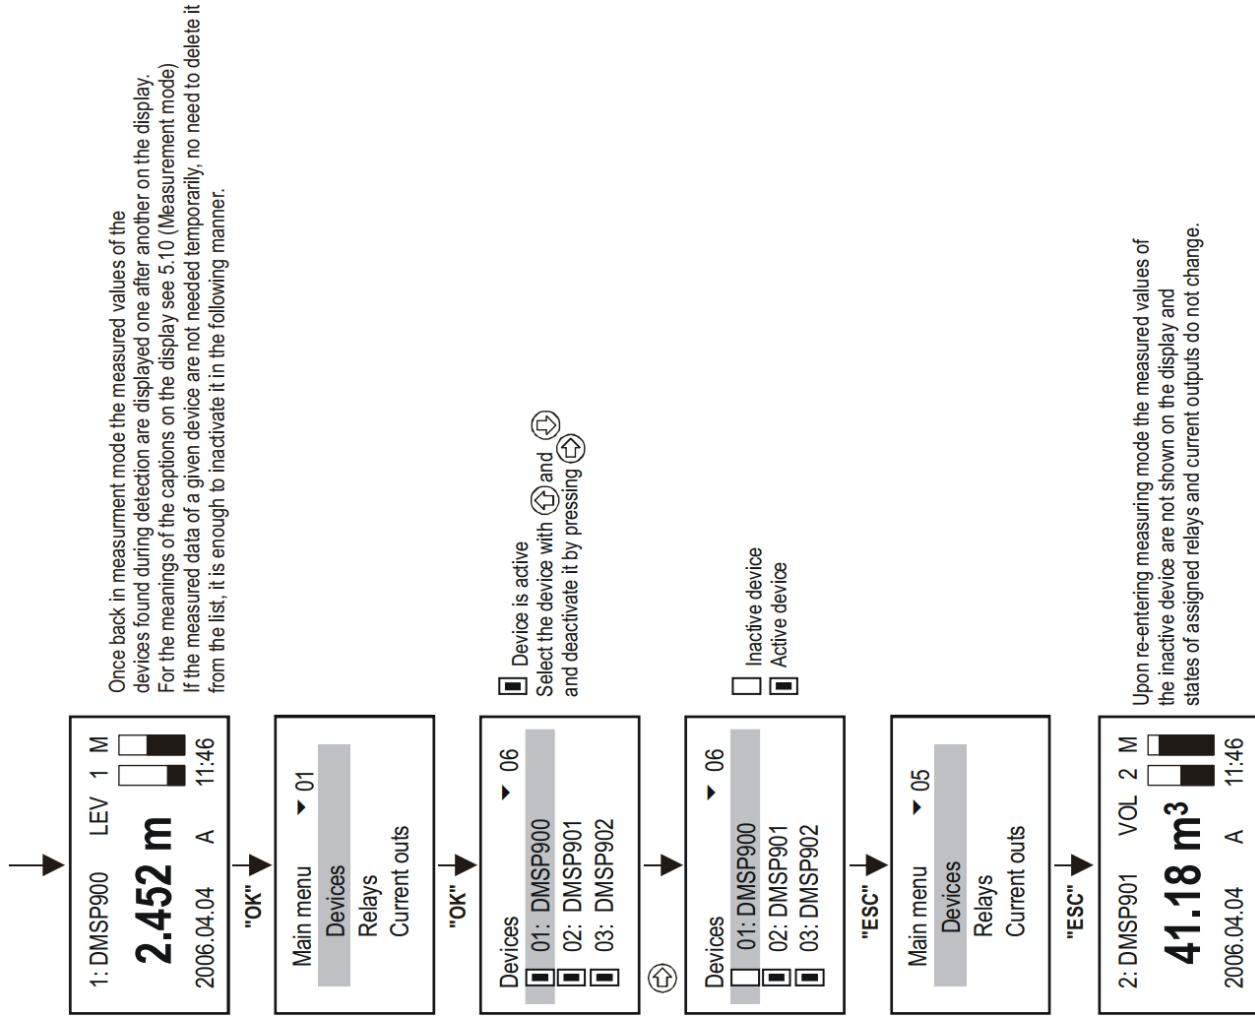 1: DMSP900 LEV 1 M
2.452 m
2006.04.04 A 11:46
Once back in measurment mode the measured values of the
devices found during detection are displayed one after another on the display.
For the meanings of the captions on the display see 5.10 (Measurement mode)
If the measured data of a given device are not needed temporarily, no need to delete it
from the list, it is enough to inactivate it in the following manner.
"OK"
Main menu 01
Devices
Relays
Current outs
"OK"
Devices 06
01: DMSP900
02: DMSP901
03: DMSP902
Device is active
Select the device with and
and deactivate it by pressing
Devices 06
01: DMSP900
02: DMSP901
03: DMSP902
Inactive device
Active device
"ESC"
Main menu 05
Devices
Relays
Current outs
"ESC"
2: DMSP901 VOL 2 M
41.18 m³
2006.04.04 A 11:46
Upon re-entering measuring mode the measured values of
the inactive device are not shown on the display and
states of assigned relays and current outputs do not change.